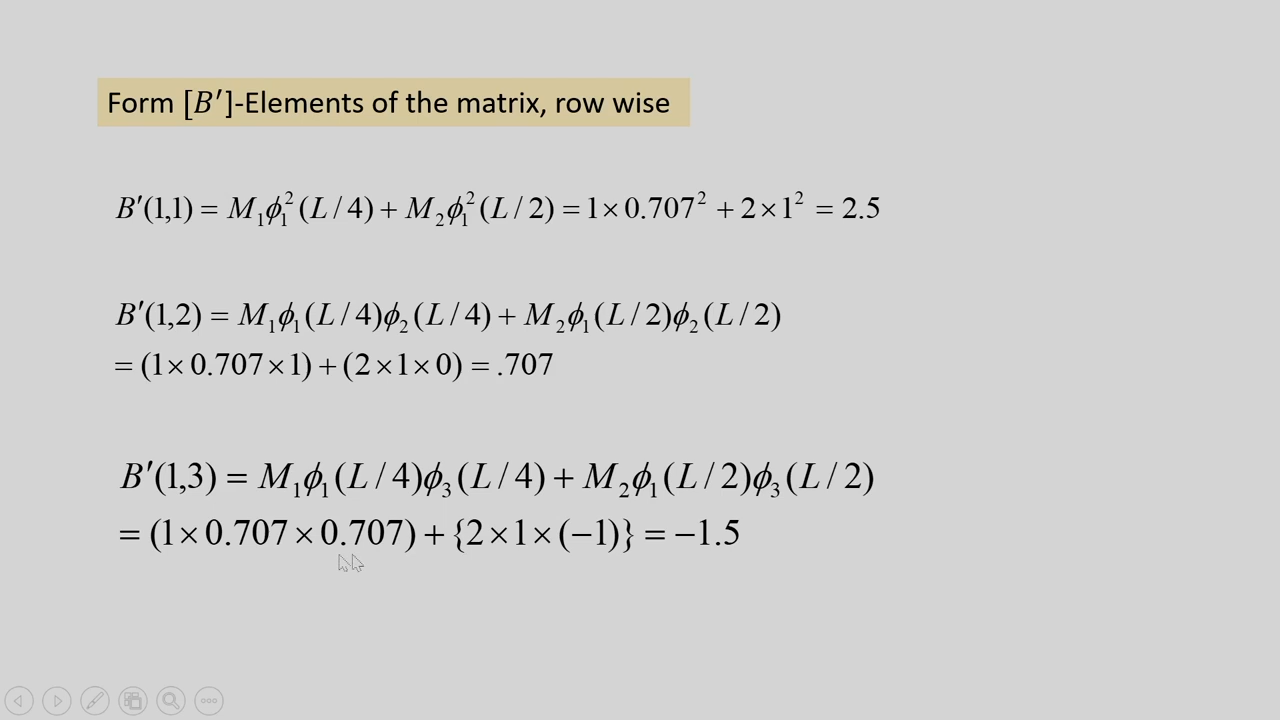 Form [B′]-Elements of the matrix, row wise
B′(1,1) = M₁ϕ₁²(L/4) + M₂ϕ₁²(L/2) = 1×0.707² + 2×1² = 2.5
B′(1,2) = M₁ϕ₁(L/4)ϕ₂(L/4) + M₂ϕ₁(L/2)ϕ₂(L/2)
= (1×0.707×1) + (2×1×0) = .707
B′(1,3) = M₁ϕ₁(L/4)ϕ₃(L/4) + M₂ϕ₁(L/2)ϕ₃(L/2)
= (1×0.707×0.707) + {2×1×(−1)} = −1.5